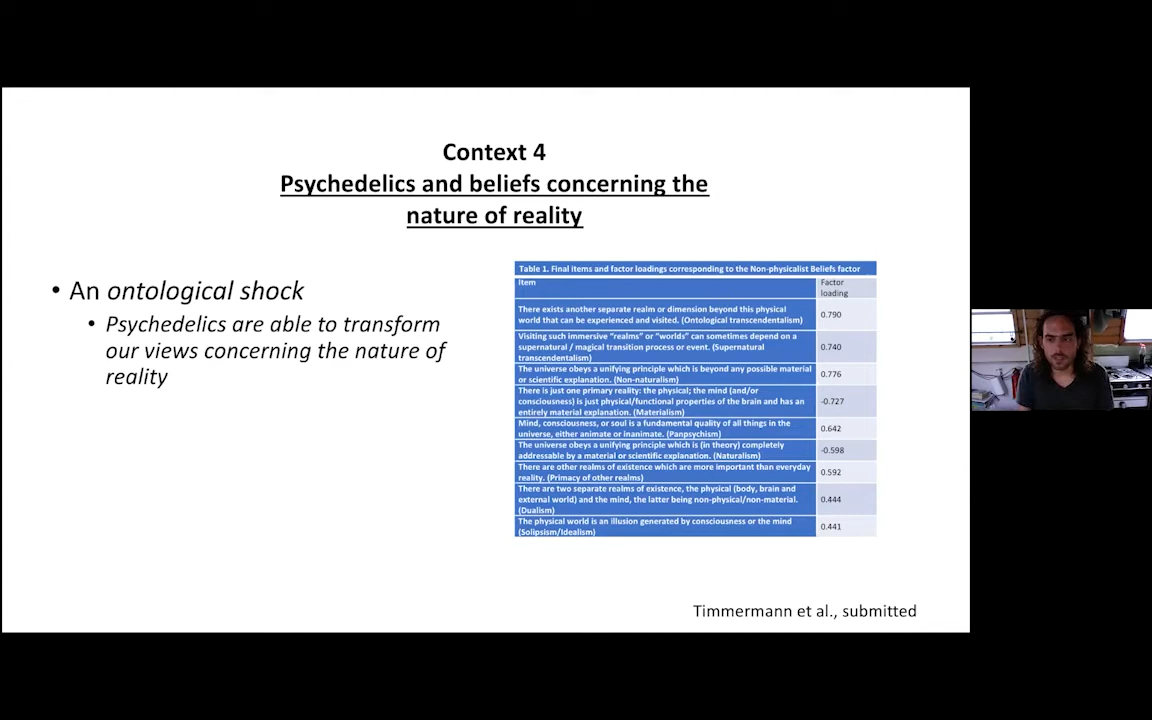 Context 4
Psychedelics and beliefs concerning the
nature of reality
• An ontological shock
• Psychedelics are able to transform
our views concerning the nature of
reality
Table 1. Final items and factor loadings corresponding to the Non-physicalist Beliefs factor
Item
Factor
loading
There exists another separate realm or dimension beyond this physical
world that can be experienced and visited. (Ontological transcendentalism)
0.790
Visiting such immersive "realms" or "worlds" can sometimes depend on a
supernatural / magical transition process or event. (Supernatural
transcendentalism)
0.740
The universe obeys a unifying principle which is beyond any possible material
or scientific explanation. (Non-naturalism)
0.776
There is just one primary reality: the physical; the mind (and/or
consciousness) is just physical/functional properties of the brain and has an
entirely material explanation. (Materialism)
-0.727
Mind, consciousness, or soul is a fundamental quality of all things in the
universe, either animate or inanimate. (Panpsychism)
0.642
The universe obeys a unifying principle which is (in theory) completely
addressable by a material or scientific explanation. (Naturalism)
-0.598
There are other realms of existence which are more important than everyday
reality. (Primacy of other realms)
0.592
There are two separate realms of existence, the physical (body, brain and
external world) and the mind, the latter being non-physical/non-material.
(Dualism)
0.444
The physical world is an illusion generated by consciousness or the mind
(Solipsism/Idealism)
0.441
Timmermann et al., submitted